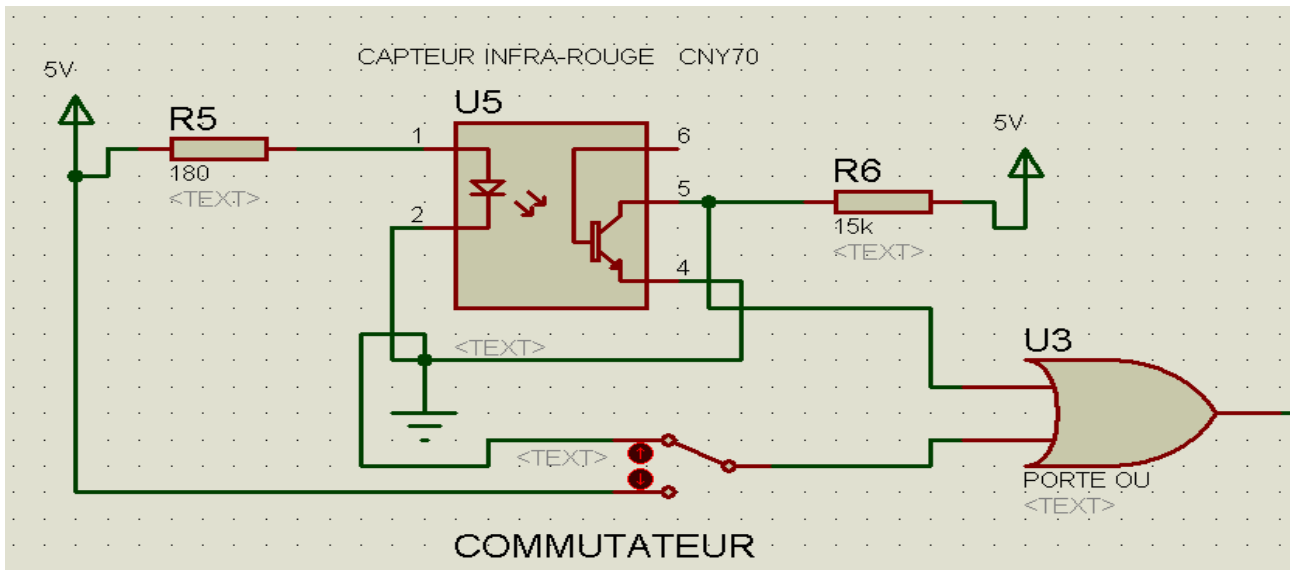 CAPTEUR INFRA-ROUGE CNY70
5V
U5
R5
1
6
5V
180
<TEXT>
R6
5
2
15k
<TEXT>
4
<TEXT>
U3
<TEXT>
PORTE OU
<TEXT>
COMMUTATEUR